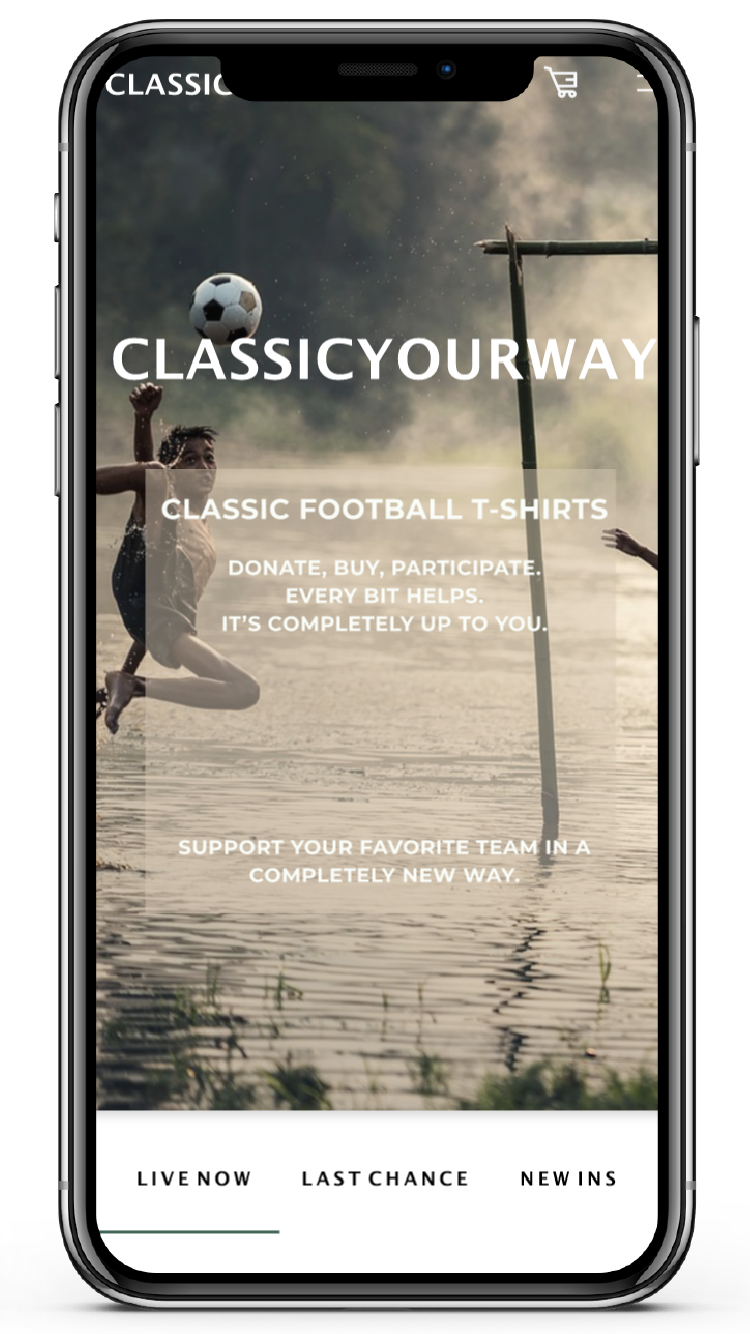 CLASSIC
CLASSICYOURWAY
CLASSIC FOOTBALL T-SHIRTS
DONATE, BUY, PARTICIPATE.
EVERY BIT HELPS.
IT'S COMPLETELY UP TO YOU.
SUPPORT YOUR FAVORITE TEAM IN A
COMPLETELY NEW WAY.
LIVE NOW LAST CHANCE NEW INS